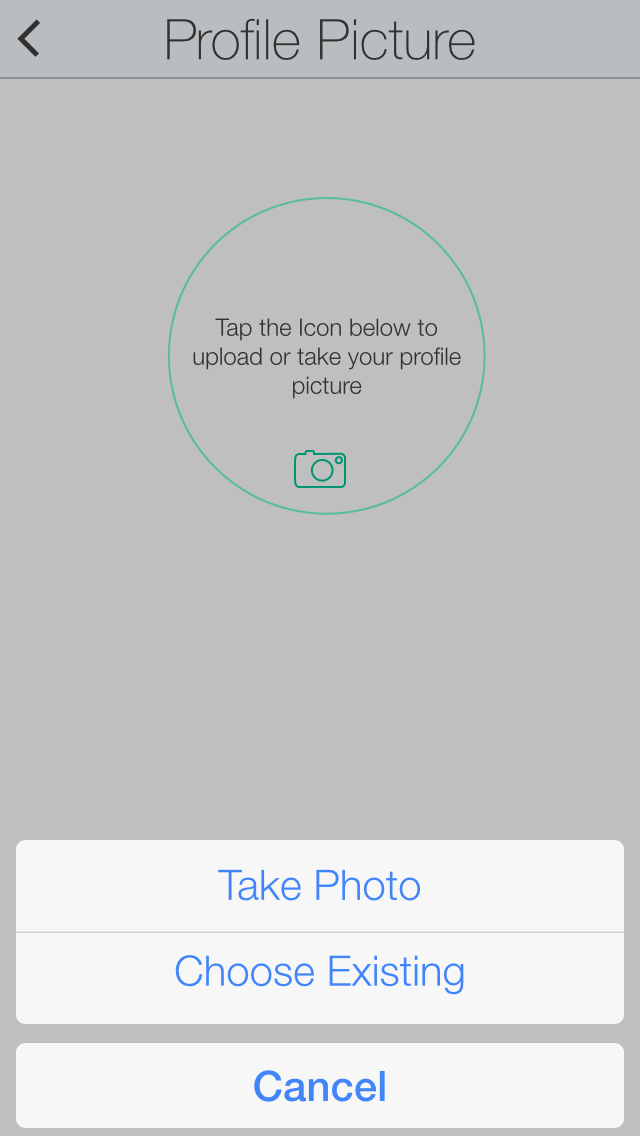 Profile Picture
Tap the Icon below to
upload or take your profile
picture
Take Photo
Choose Existing
Cancel